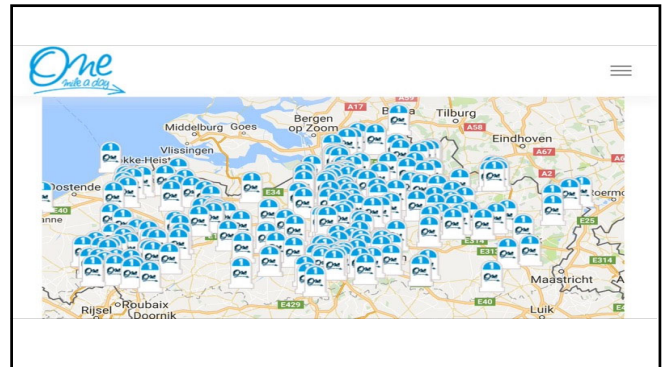 One
mile a day
A17
A59
Tilburg
Bergen
op Zoom
A58
Middelburg Goes
Eindhoven
Vlissingen
A67
A2
E34
E40
E25
E314
E313
E314
Maastricht
E429
E40
Rijsel
Roubaix
Doornik
Luik